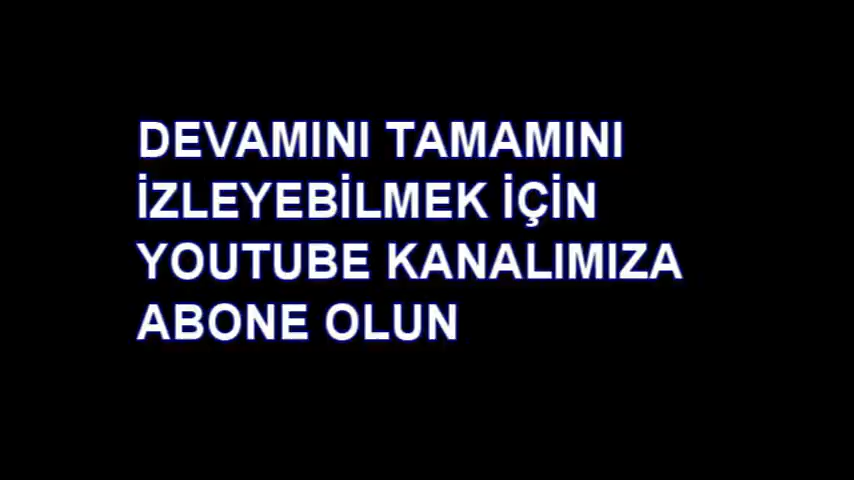 DEVAMINI TAMAMINI
İZLEYEBİLMEK İÇİN
YOUTUBE KANALIMIZA
ABONE OLUN